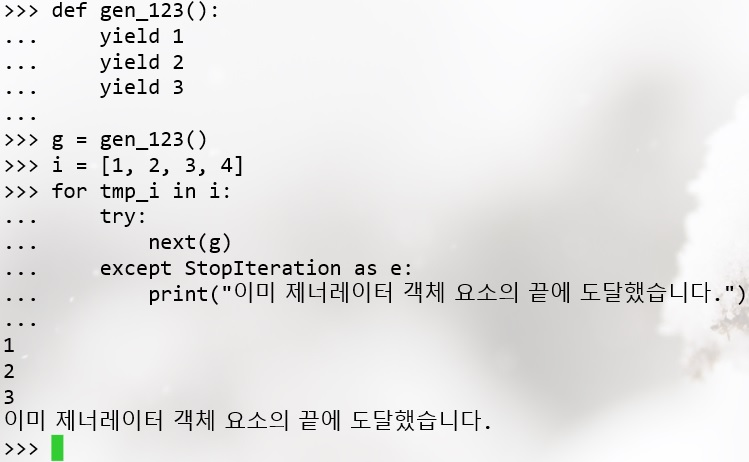 >>> def gen_123():
...     yield 1
...     yield 2
...     yield 3
...
>>> g = gen_123()
>>> i = [1, 2, 3, 4]
>>> for tmp_i in i:
...     try:
...         next(g)
...     except StopIteration as e:
...         print("이미 제너레이터 객체 요소의 끝에 도달했습니다.")
...
1
2
3
이미 제너레이터 객체 요소의 끝에 도달했습니다.
>>>